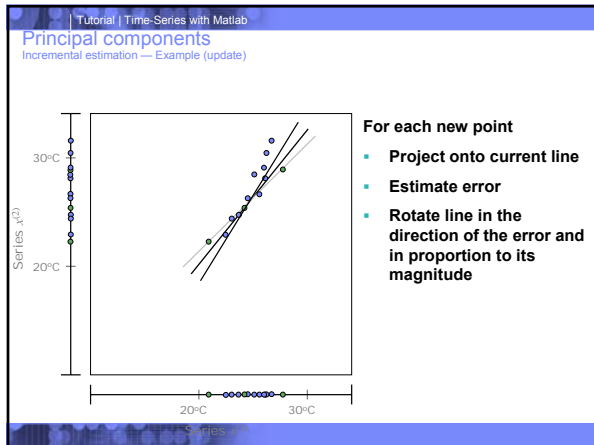 Tutorial | Time-Series with Matlab
Principal components
Incremental estimation — Example (update)
For each new point
Project onto current line
Estimate error
Rotate line in the
direction of the error and
in proportion to its
magnitude
30°C
20°C
Series x(2)
20°C
30°C
Series